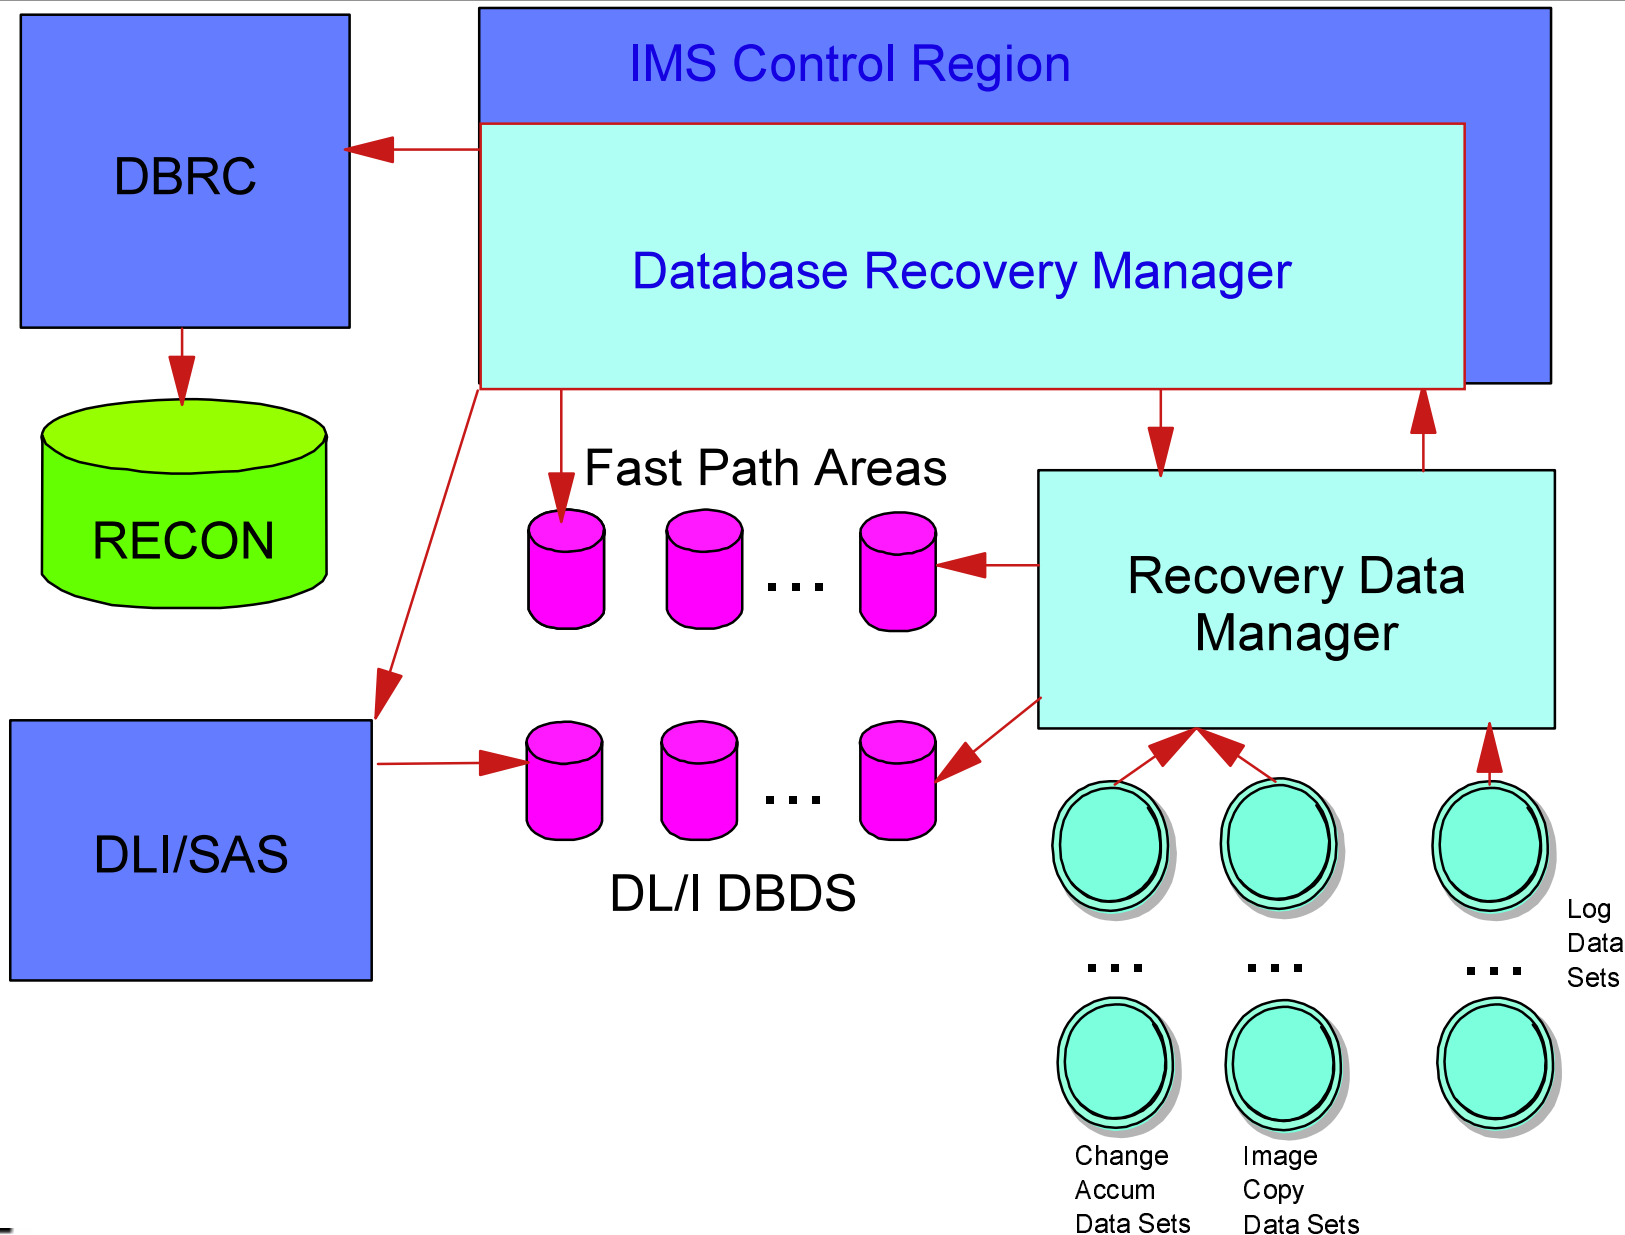 IMS Control Region
DBRC
Database Recovery Manager
Fast Path Areas
RECON
Recovery Data
Manager
DLI/SAS
DL/I DBDS
Log
Data
Sets
Change
Accum
Data Sets
Image
Copy
Data Sets